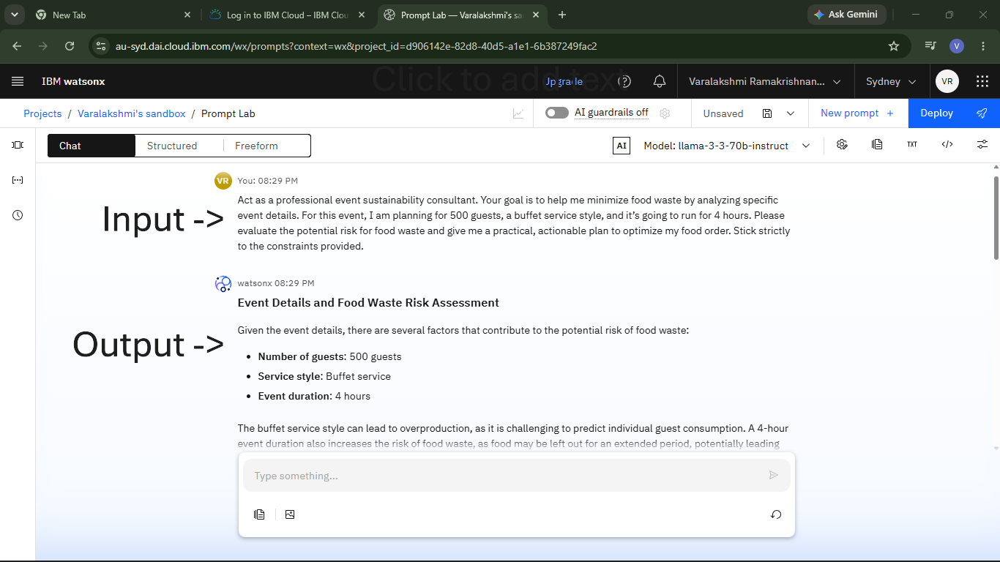 New Tab
Log in to IBM Cloud – IBM Clou
Prompt Lab — Varalakshmi's sa
Ask Gemini
au-syd.dai.cloud.ibm.com/wx/prompts?context=wx&project_id=d906142e-82d8-40d5-a1e1-6b387249fac2
V
IBM watsonx
Click to add text
Upgrade
Varalakshmi Ramakrishnan...
Sydney
VR
Projects / Varalakshmi's sandbox / Prompt Lab
AI guardrails off
Unsaved
New prompt +
Deploy
Chat
Structured
Freeform
AI
Model: llama-3-3-70b-instruct
TXT
VR
You: 08:29 PM
Input ->
Act as a professional event sustainability consultant. Your goal is to help me minimize food waste by analyzing specific
event details. For this event, I am planning for 500 guests, a buffet service style, and it’s going to run for 4 hours. Please
evaluate the potential risk for food waste and give me a practical, actionable plan to optimize my food order. Stick strictly
to the constraints provided.
watsonx 08:29 PM
Event Details and Food Waste Risk Assessment
Output ->
Given the event details, there are several factors that contribute to the potential risk of food waste:
• Number of guests: 500 guests
• Service style: Buffet service
• Event duration: 4 hours
The buffet service style can lead to overproduction, as it is challenging to predict individual guest consumption. A 4-hour
event duration also increases the risk of food waste, as food may be left out for an extended period, potentially leading
Type something...